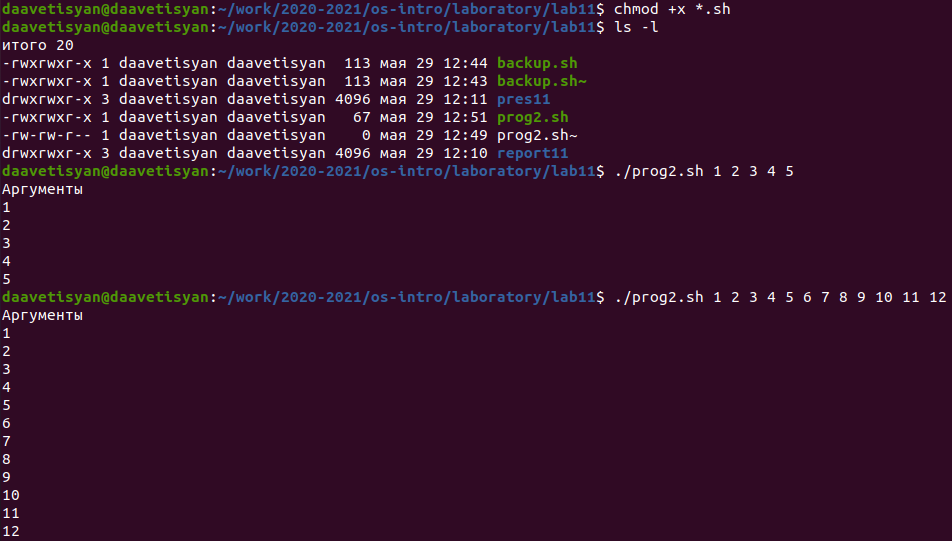 daavetisyan@daavetisyan:~/work/2020-2021/os-intro/laboratory/lab11$ chmod +x *.sh
daavetisyan@daavetisyan:~/work/2020-2021/os-intro/laboratory/lab11$ ls -l
итого 20
-rwxrwxr-x 1 daavetisyan daavetisyan  113 мая 29 12:44 backup.sh
-rwxrwxr-x 1 daavetisyan daavetisyan  113 мая 29 12:43 backup.sh~
drwxrwxr-x 3 daavetisyan daavetisyan 4096 мая 29 12:11 pres11
-rwxrwxr-x 1 daavetisyan daavetisyan   67 мая 29 12:51 prog2.sh
-rw-rw-r-- 1 daavetisyan daavetisyan    0 мая 29 12:49 prog2.sh~
drwxrwxr-x 3 daavetisyan daavetisyan 4096 мая 29 12:10 report11
daavetisyan@daavetisyan:~/work/2020-2021/os-intro/laboratory/lab11$ ./prog2.sh 1 2 3 4 5
Аргументы
1
2
3
4
5
daavetisyan@daavetisyan:~/work/2020-2021/os-intro/laboratory/lab11$ ./prog2.sh 1 2 3 4 5 6 7 8 9 10 11 12
Аргументы
1
2
3
4
5
6
7
8
9
10
11
12